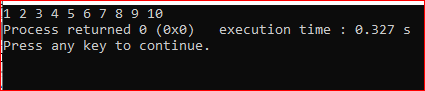 1 2 3 4 5 6 7 8 9 10
Process returned 0 (0x0)   execution time : 0.327 s
Press any key to continue.